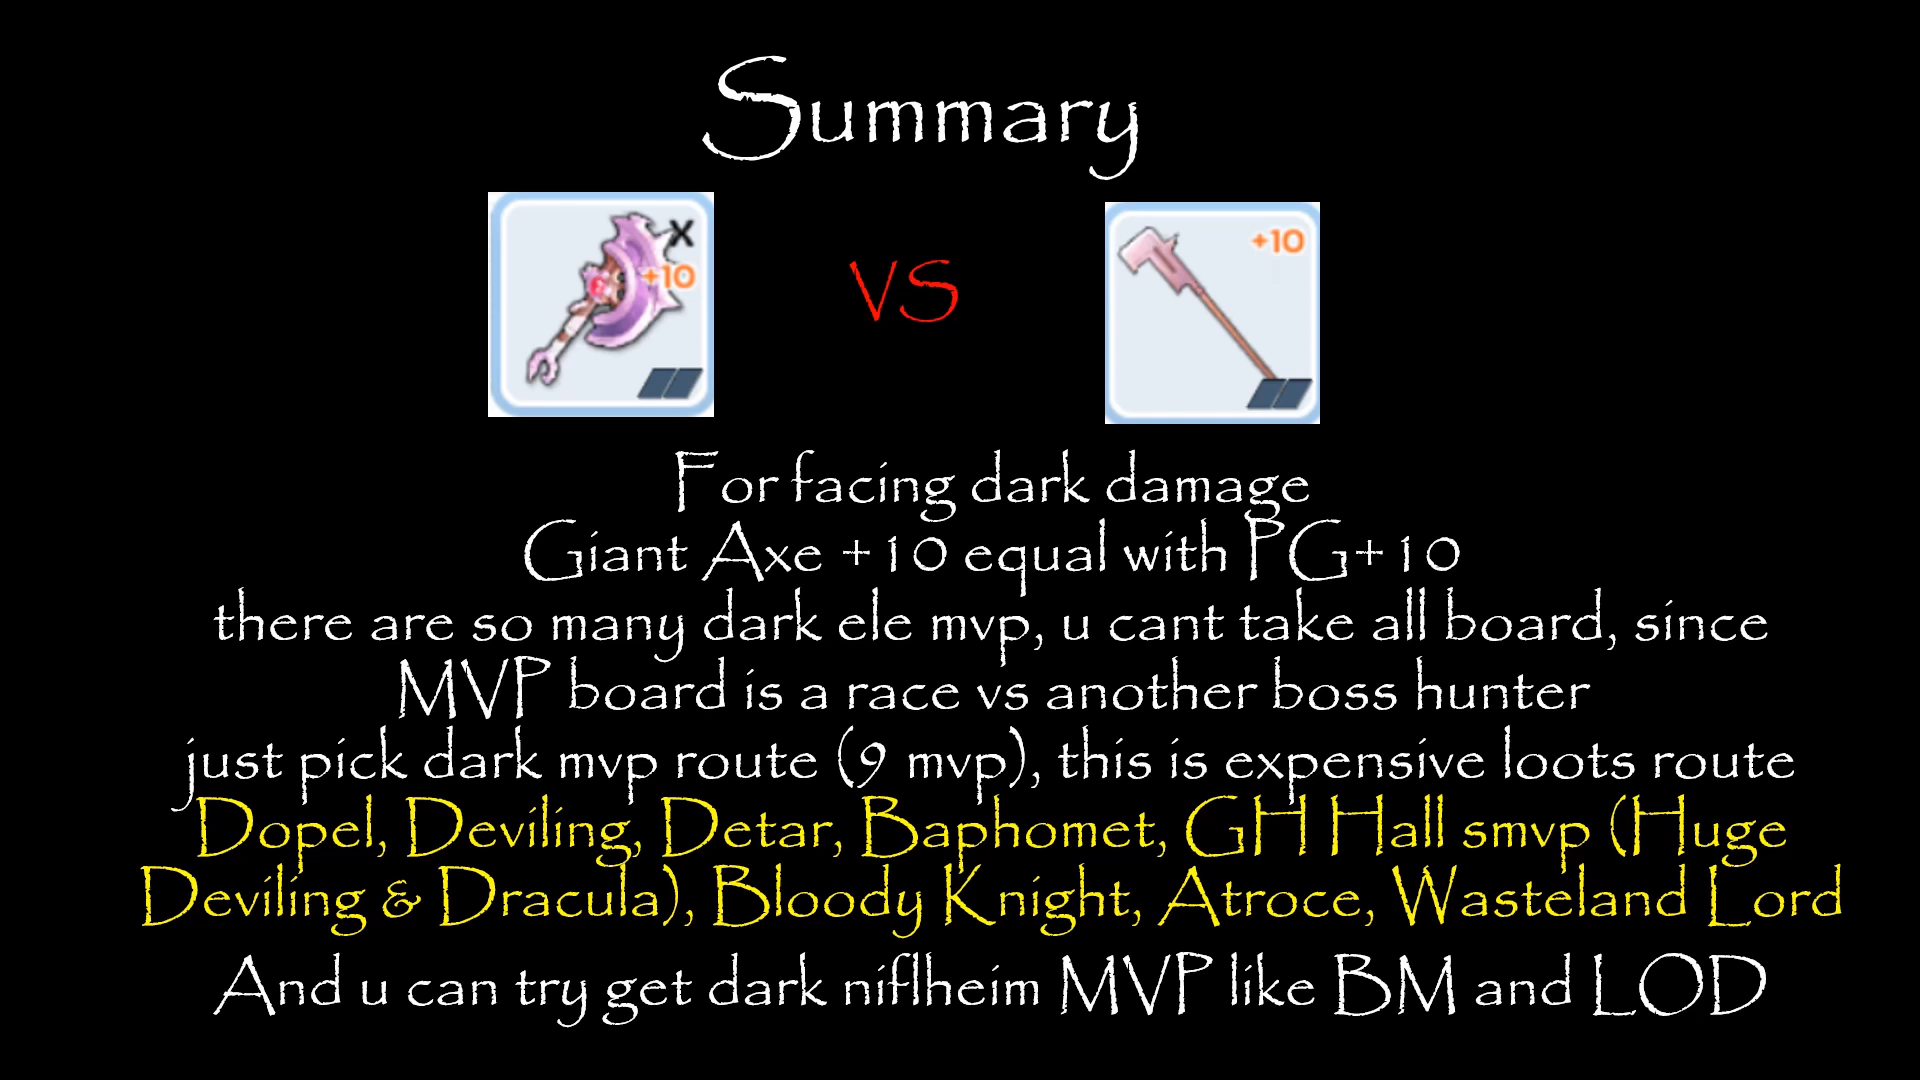 Summary
X
+10
VS
+10
For facing dark damage
Giant Axe +10 equal with PG+10
there are so many dark ele mvp, u cant take all board, since
MVP board is a race vs another boss hunter
just pick dark mvp route (9 mvp), this is expensive loots route
Dopel, Deviling, Detar, Baphomet, GH Hall smvp (Huge
Deviling & Dracula), Bloody Knight, Atroce, Wasteland Lord
And u can try get dark niflheim MVP like BM and LOD